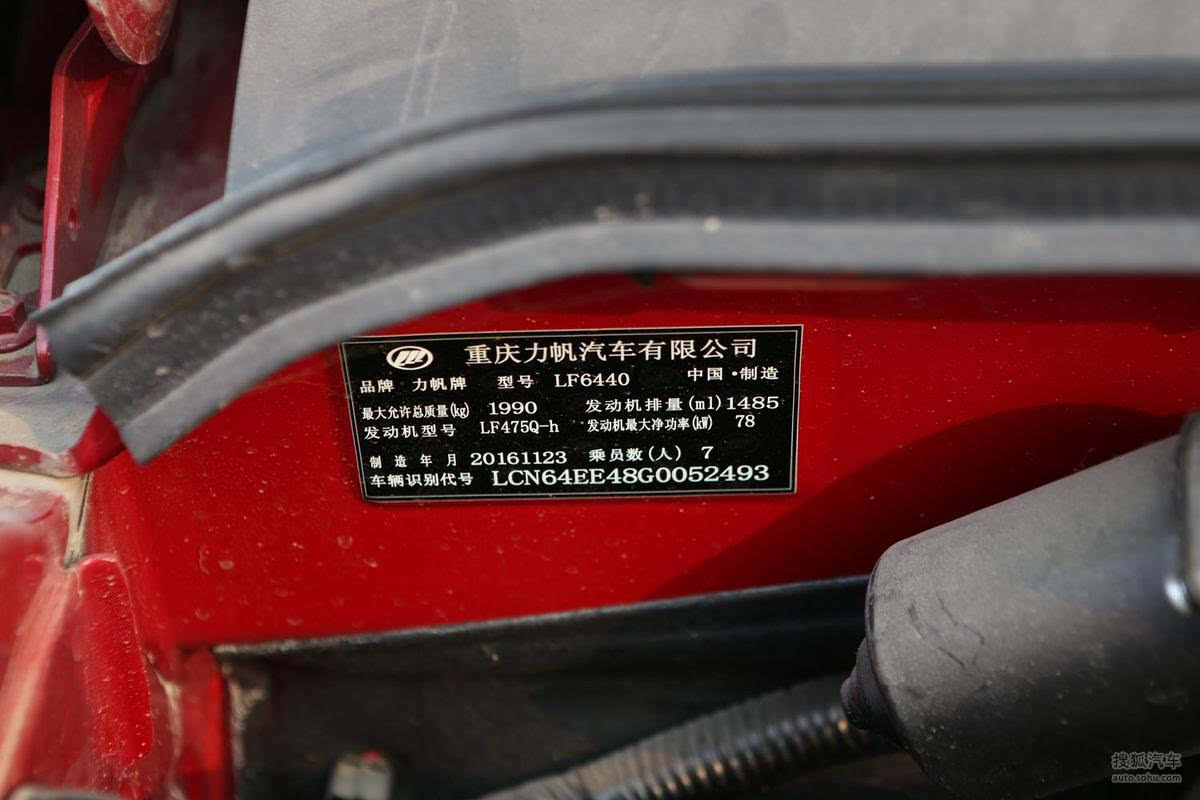 重庆力帆汽车有限公司
品牌 力帆牌 型号 LF6440 中国·制造
最大允许总质量(kg) 1990 发动机排量(ml) 1485
发动机型号 LF475Q-h 发动机最大净功率(kW) 78
制造年月 20161123 乘员数(人) 7
车辆识别代号 LCN64EE48G0052493
搜狐汽车
auto.sohu.com